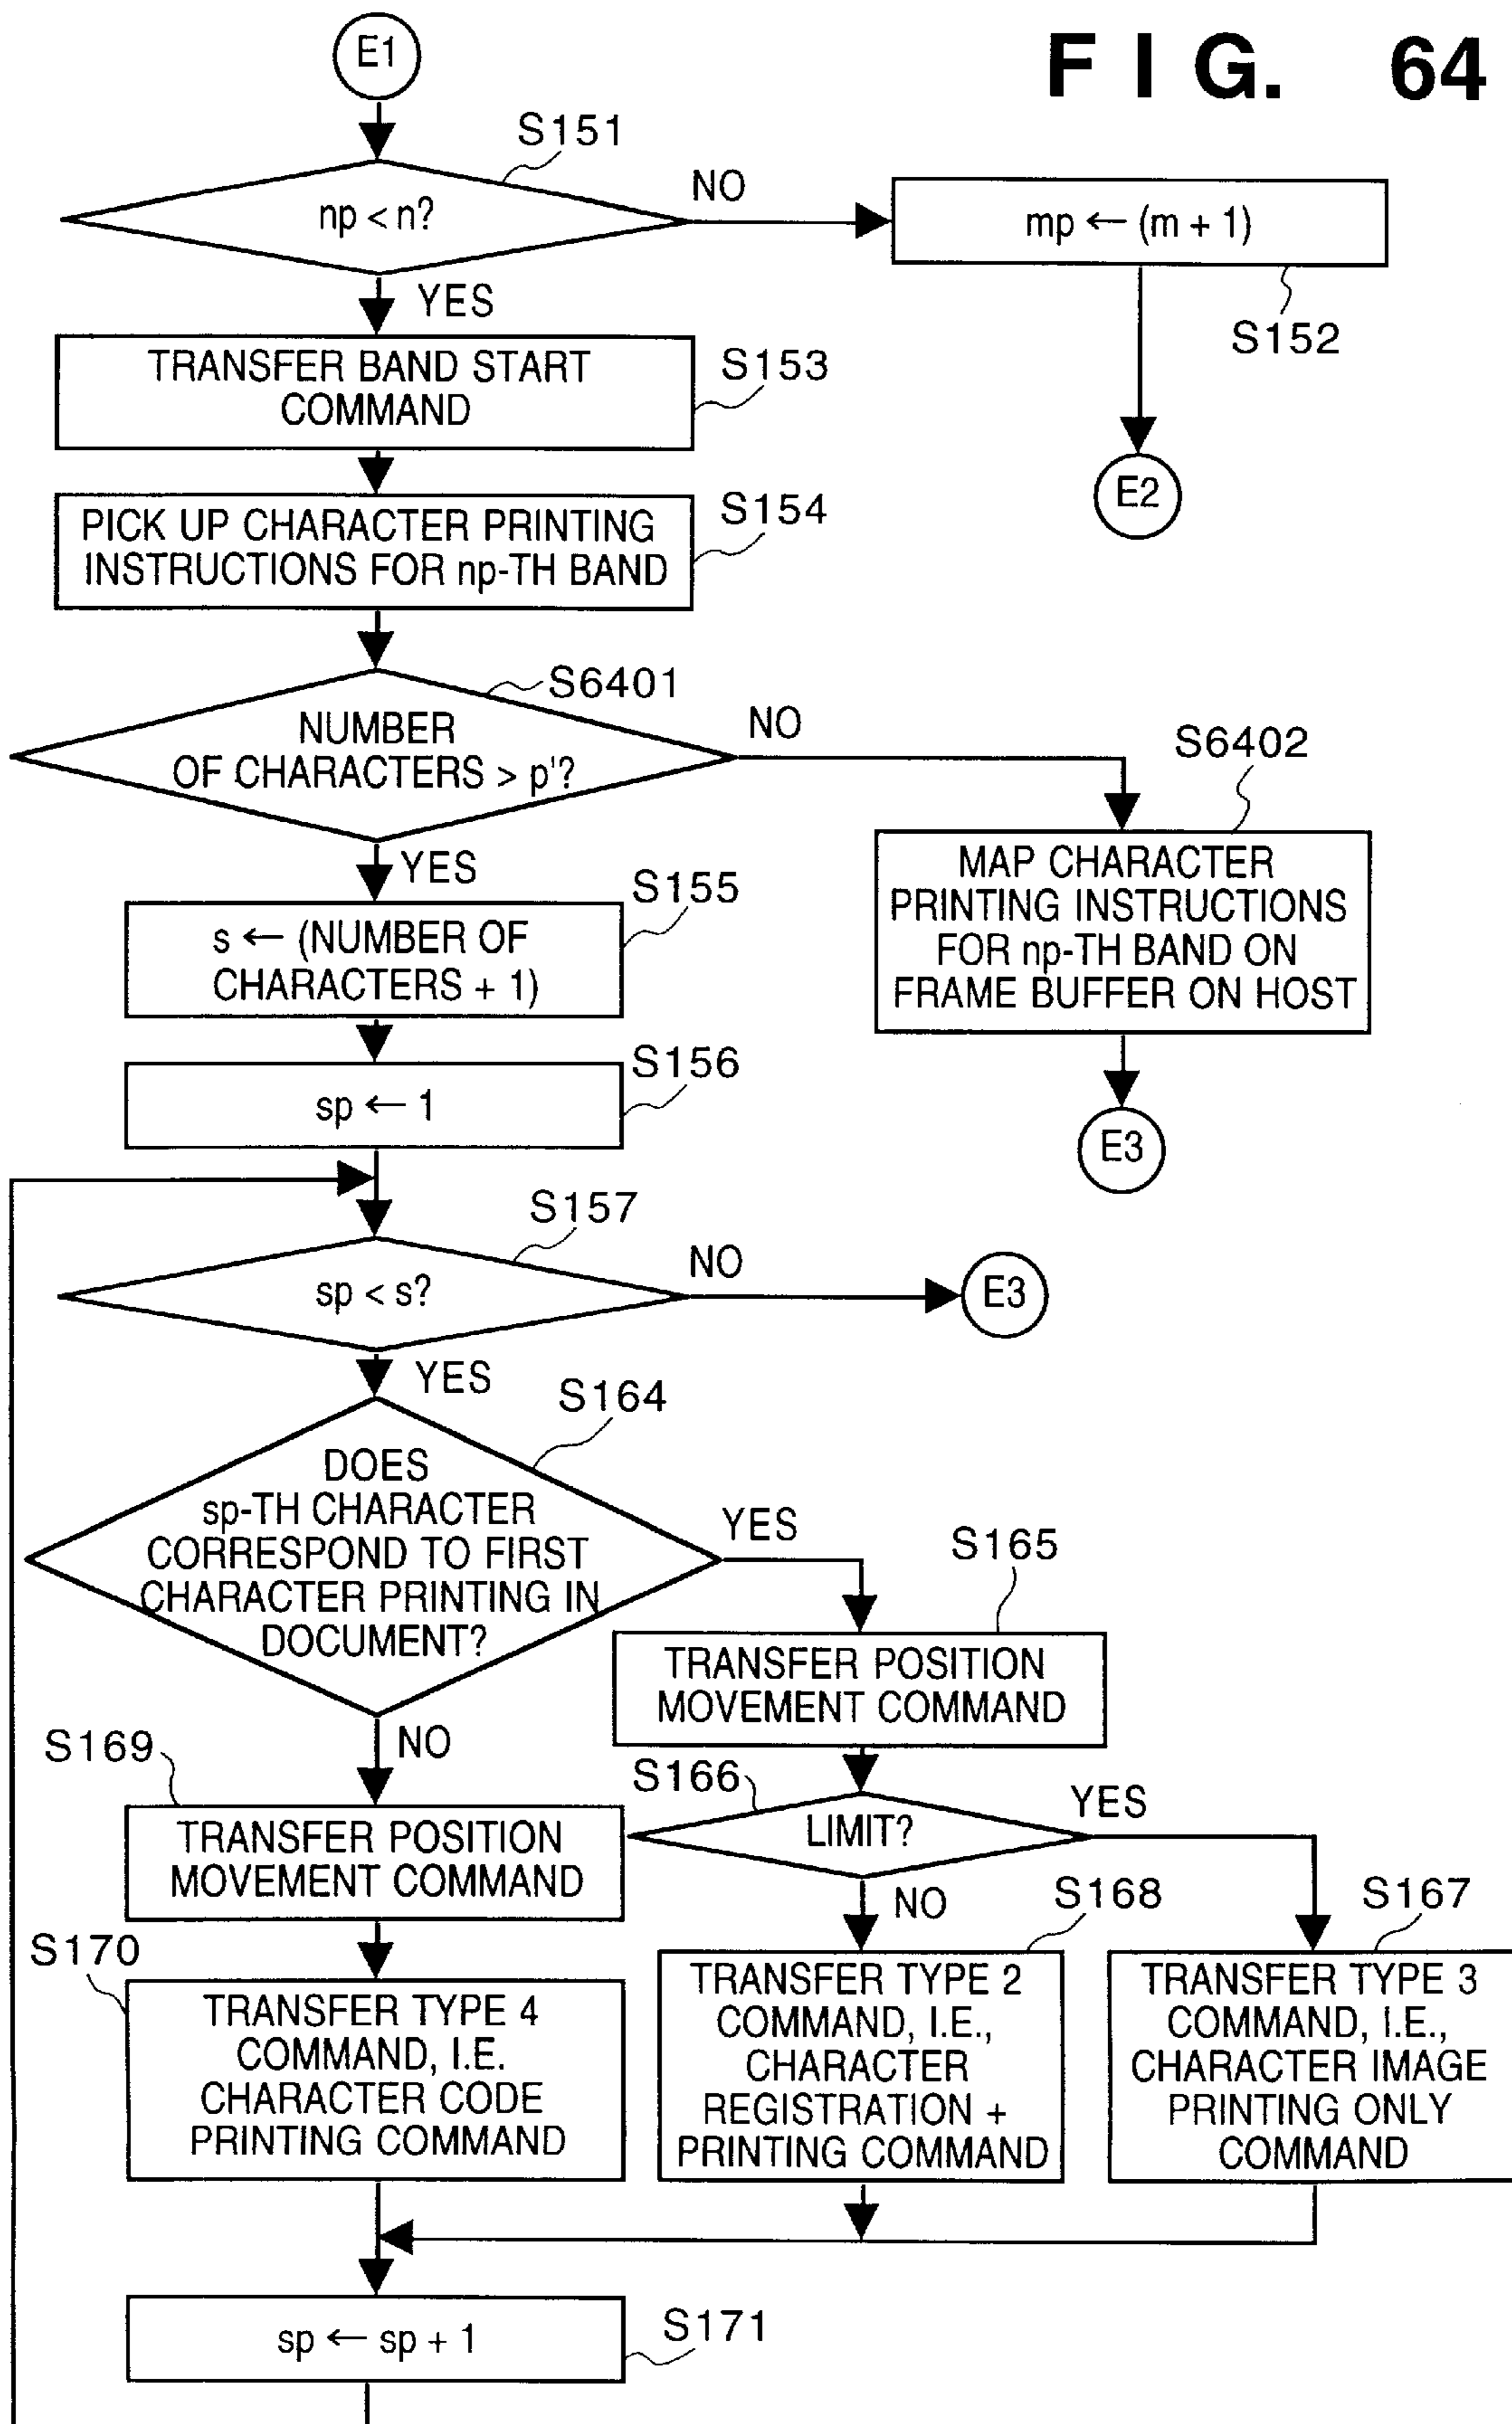 F I G. 64
E1
S151
np < n?
NO
mp ← (m + 1)
S152
E2
YES
TRANSFER BAND START
COMMAND
S153
PICK UP CHARACTER PRINTING
INSTRUCTIONS FOR np-TH BAND
S154
S6401
NUMBER
OF CHARACTERS > p'?
NO
S6402
MAP CHARACTER
PRINTING INSTRUCTIONS
FOR np-TH BAND ON
FRAME BUFFER ON HOST
E3
YES
S155
s ← (NUMBER OF
CHARACTERS + 1)
S156
sp ← 1
S157
sp < s?
NO
E3
YES
S164
DOES
sp-TH CHARACTER
CORRESPOND TO FIRST
CHARACTER PRINTING IN
DOCUMENT?
YES
S165
TRANSFER POSITION
MOVEMENT COMMAND
NO
S169
TRANSFER POSITION
MOVEMENT COMMAND
S166
LIMIT?
YES
NO
S168
S167
S170
TRANSFER TYPE 4
COMMAND, I.E.
CHARACTER CODE
PRINTING COMMAND
TRANSFER TYPE 2
COMMAND, I.E.,
CHARACTER
REGISTRATION +
PRINTING COMMAND
TRANSFER TYPE 3
COMMAND, I.E.,
CHARACTER IMAGE
PRINTING ONLY
COMMAND
sp ← sp + 1
S171